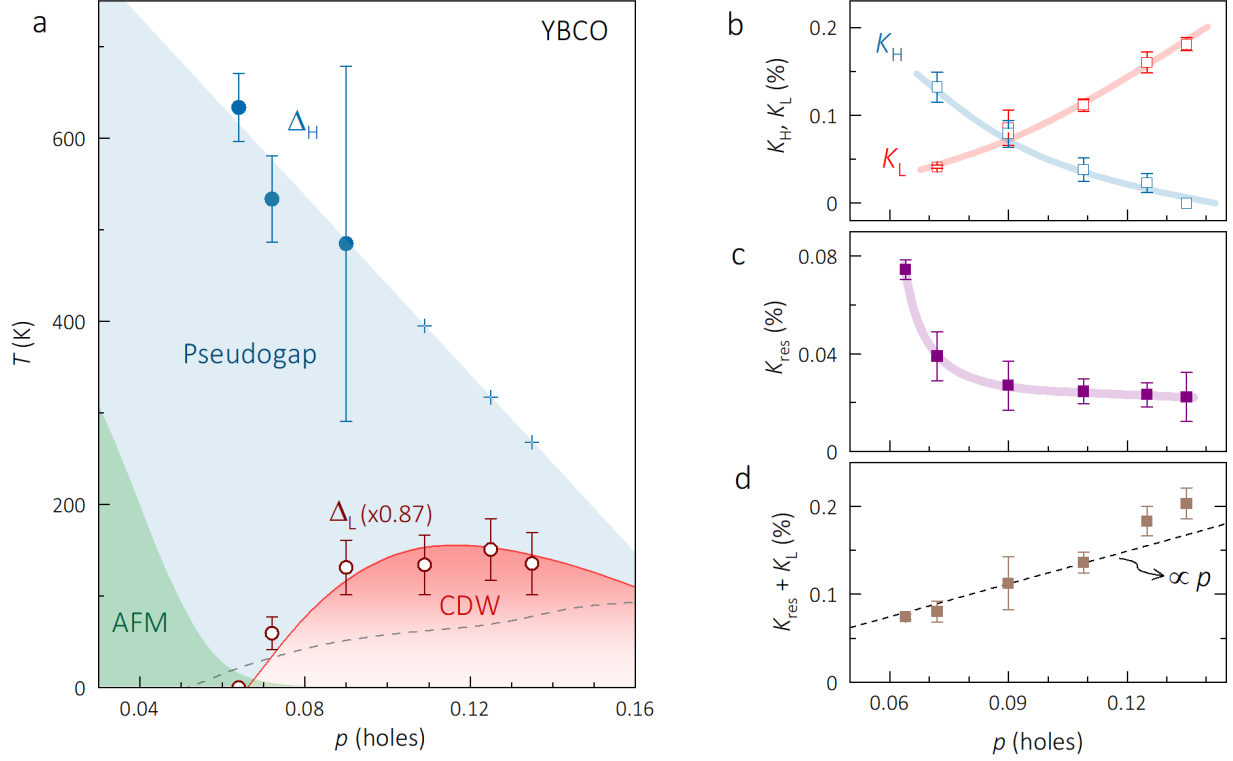 a
YBCO
Δ_H
Pseudogap
Δ_L (x0.87)
CDW
AFM
T (K)
600
400
200
0
0.04
0.08
0.12
0.16
p (holes)
b
K_H
K_L
K_H, K_L (%)
0.2
0.1
0
c
K_res (%)
0.08
0.04
0
d
K_res + K_L (%)
0.2
0.1
0
∝ p
0.06
0.09
0.12
p (holes)